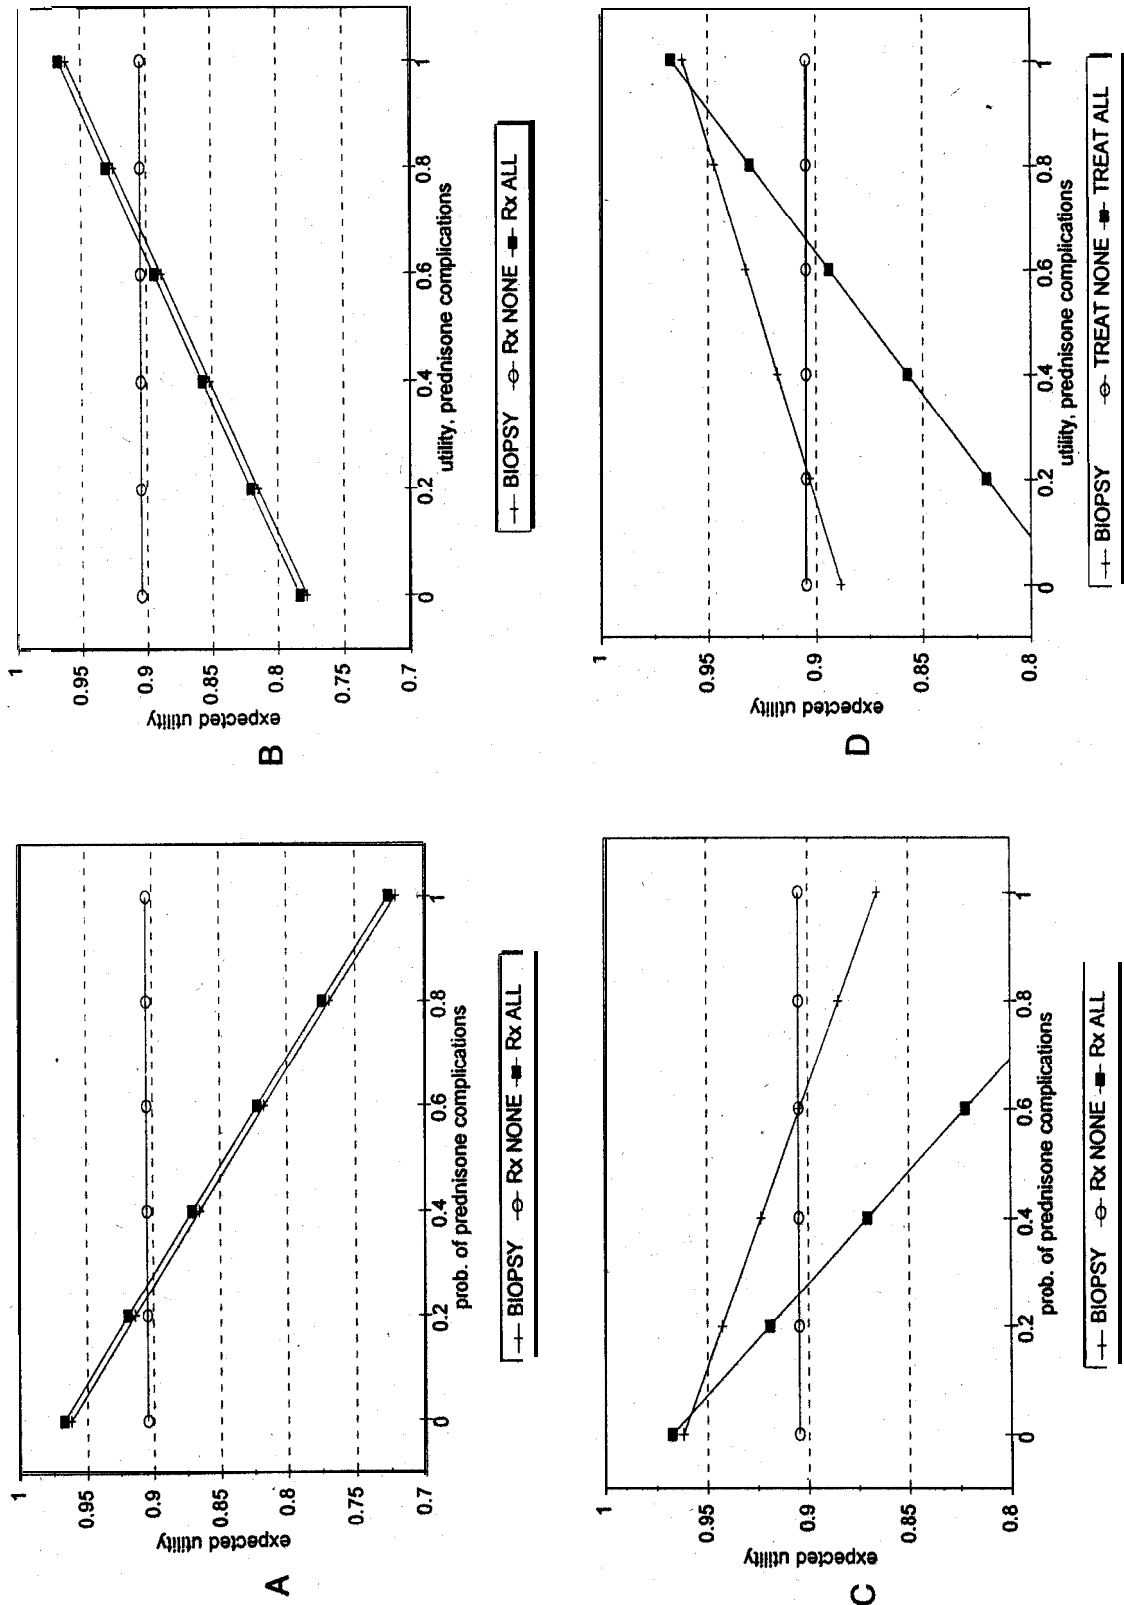 A
expected utility
1
0.95
0.9
0.85
0.8
0.75
0.7
0 0.2 0.4 0.6 0.8 1
prob. of prednisone complications
BIOPSY Rx NONE Rx ALL
B
expected utility
1
0.95
0.9
0.85
0.8
0.75
0.7
0 0.2 0.4 0.6 0.8 1
utility, prednisone complications
BIOPSY Rx NONE Rx ALL
C
expected utility
1
0.95
0.9
0.85
0.8
0 0.2 0.4 0.6 0.8 1
prob. of prednisone complications
BIOPSY Rx NONE Rx ALL
D
expected utility
1
0.95
0.9
0.85
0.8
0 0.2 0.4 0.6 0.8 1
utility, prednisone complications
BIOPSY TREAT NONE TREAT ALL